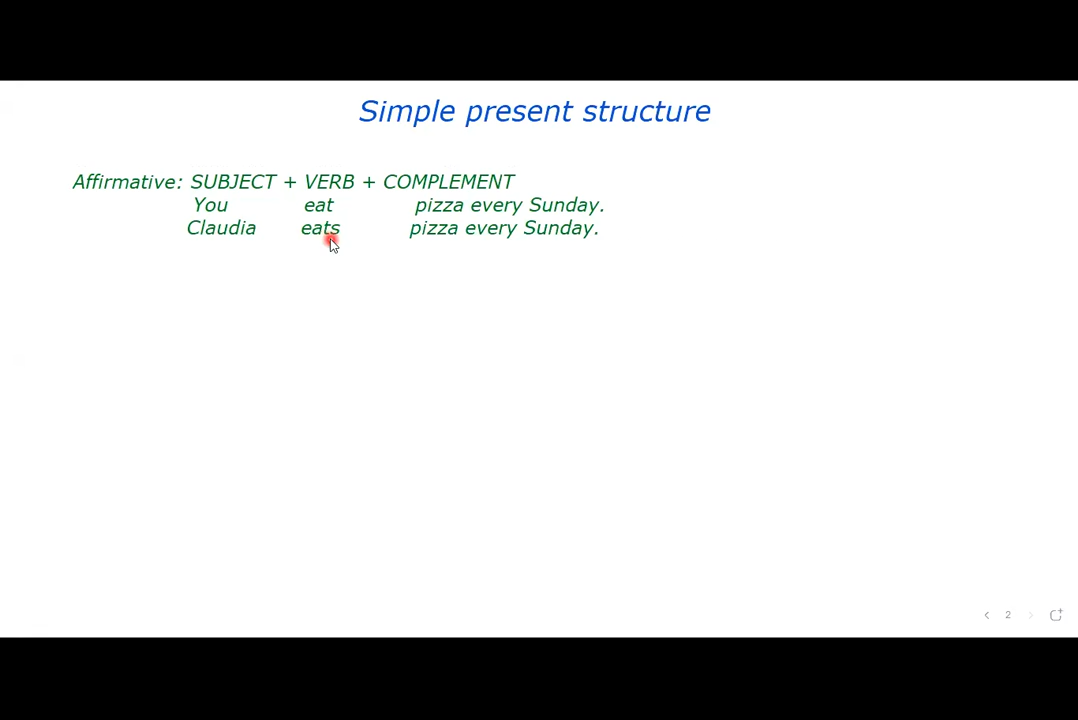 Simple present structure
Affirmative: SUBJECT + VERB + COMPLEMENT
You eat pizza every Sunday.
Claudia eats pizza every Sunday.
2